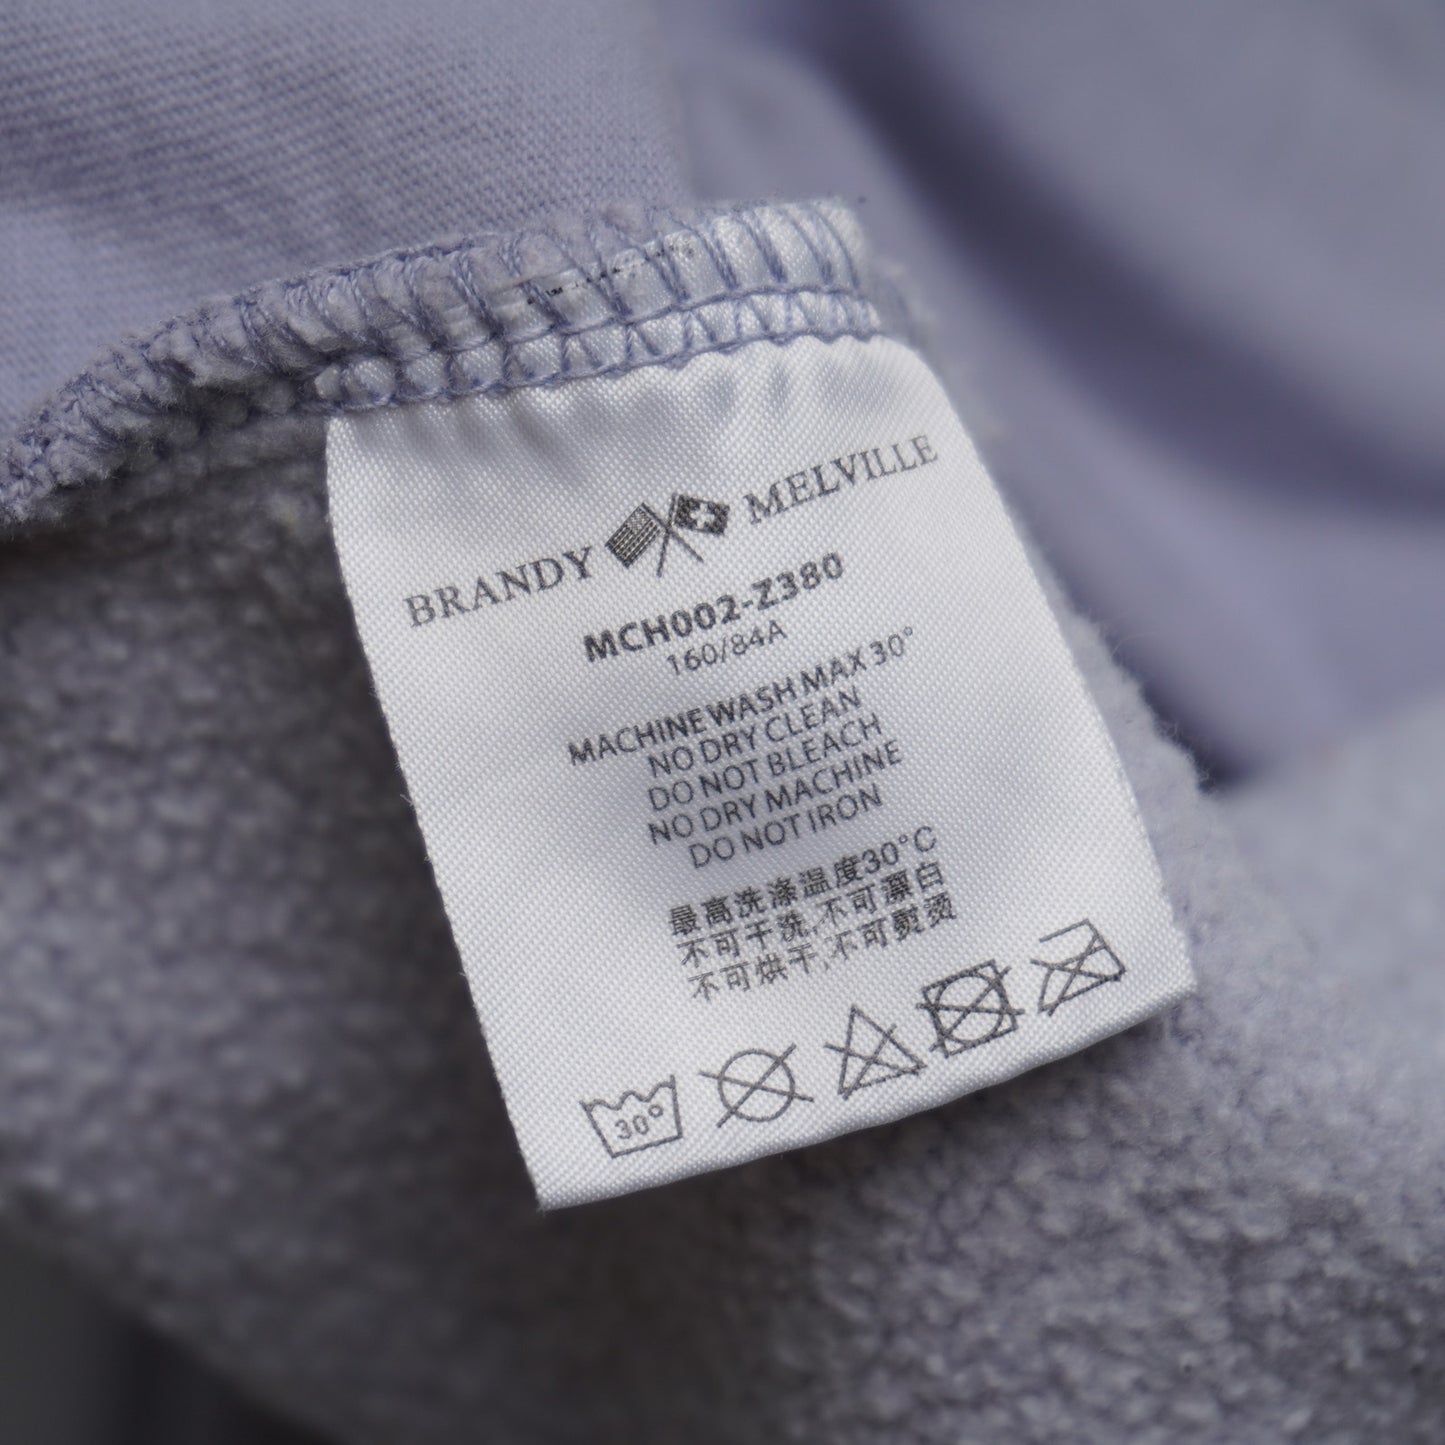 BRANDY MELVILLE
MCH002-Z380
160/84A
MACHINE WASH MAX 30°
NO DRY CLEAN
DO NOT BLEACH
NO DRY MACHINE
DO NOT IRON
最高洗涤温度30°C
不可干洗,不可漂白
不可烘干,不可熨烫
30°